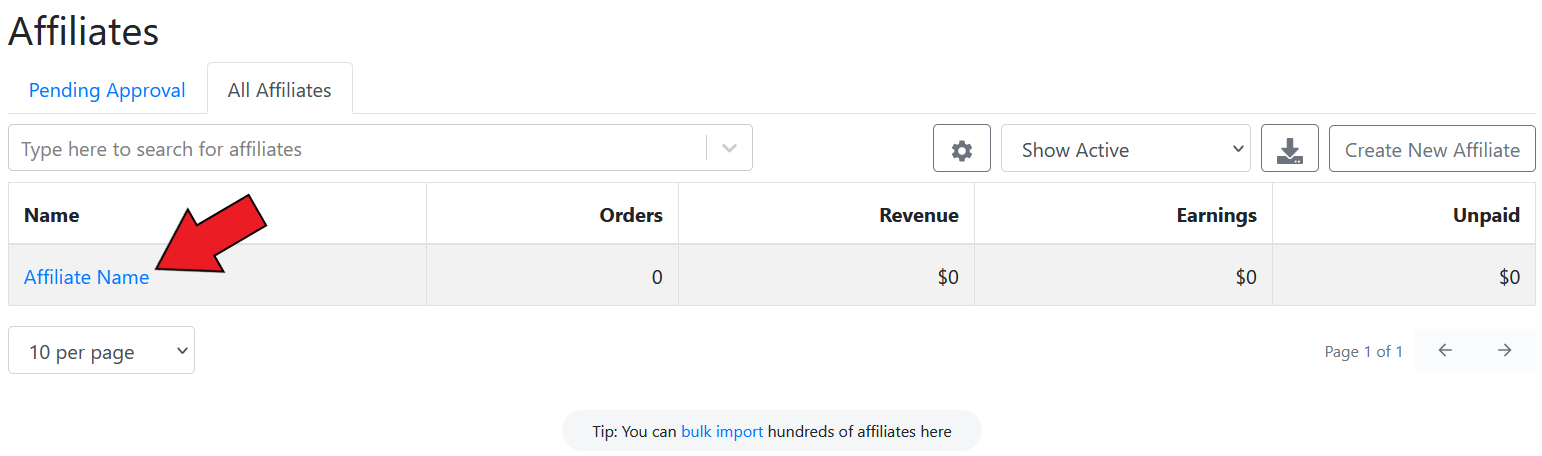 Affiliates
Pending Approval All Affiliates
Type here to search for affiliates Show Active Create New Affiliate
Name Orders Revenue Earnings Unpaid
Affiliate Name 0 $0 $0 $0
10 per page Page 1 of 1
Tip: You can bulk import hundreds of affiliates here